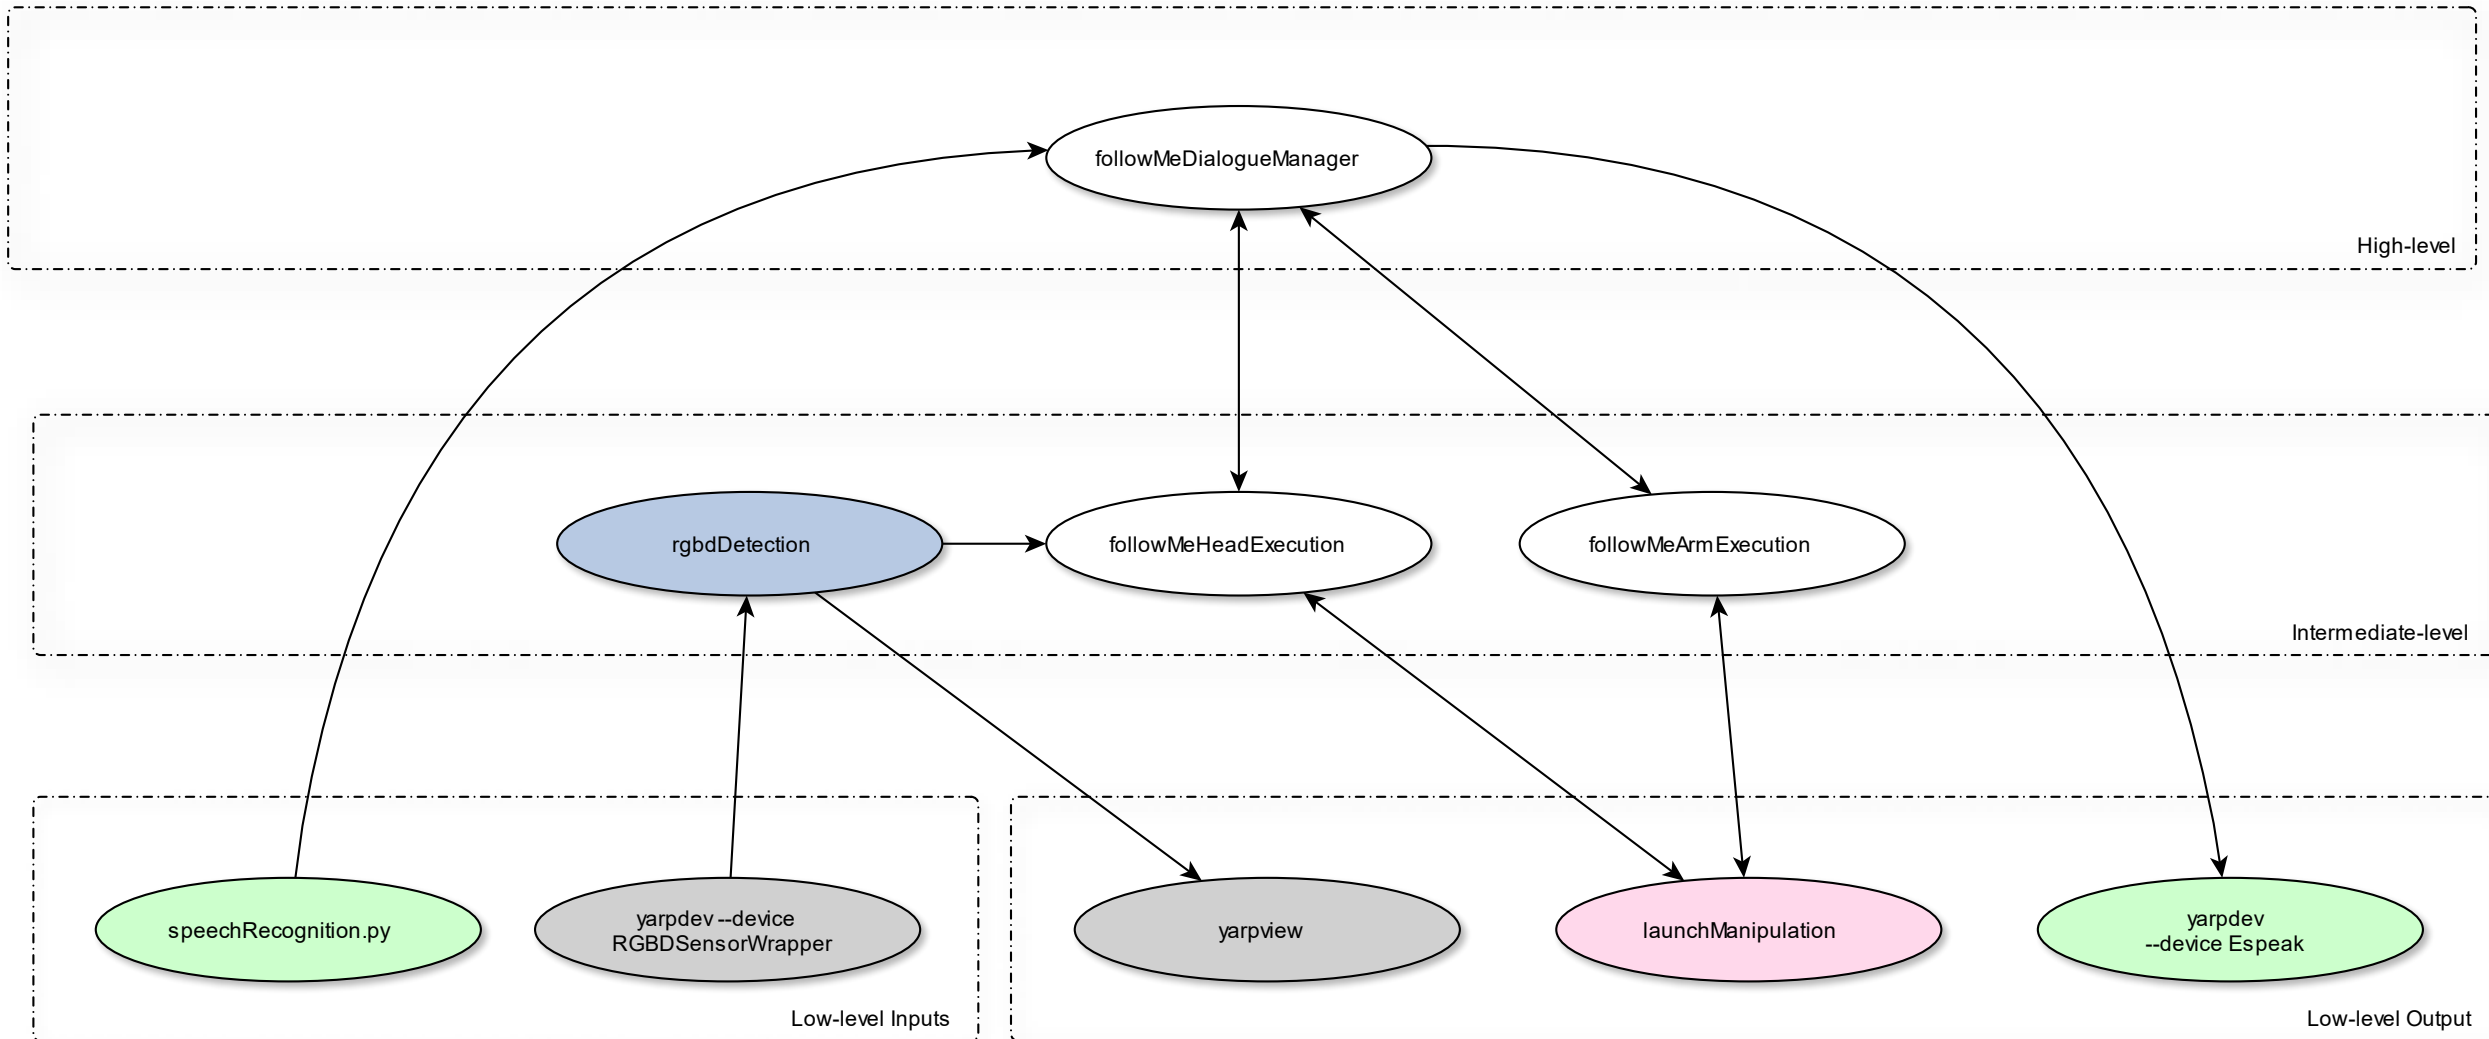 followMeDialogueManager
High-level
rgbdDetection
followMeHeadExecution
followMeArmExecution
Intermediate-level
speechRecognition.py
yarpdev --device
RGBDSensorWrapper
yarpview
launchManipulation
yarpdev
--device Espeak
Low-level Inputs
Low-level Output